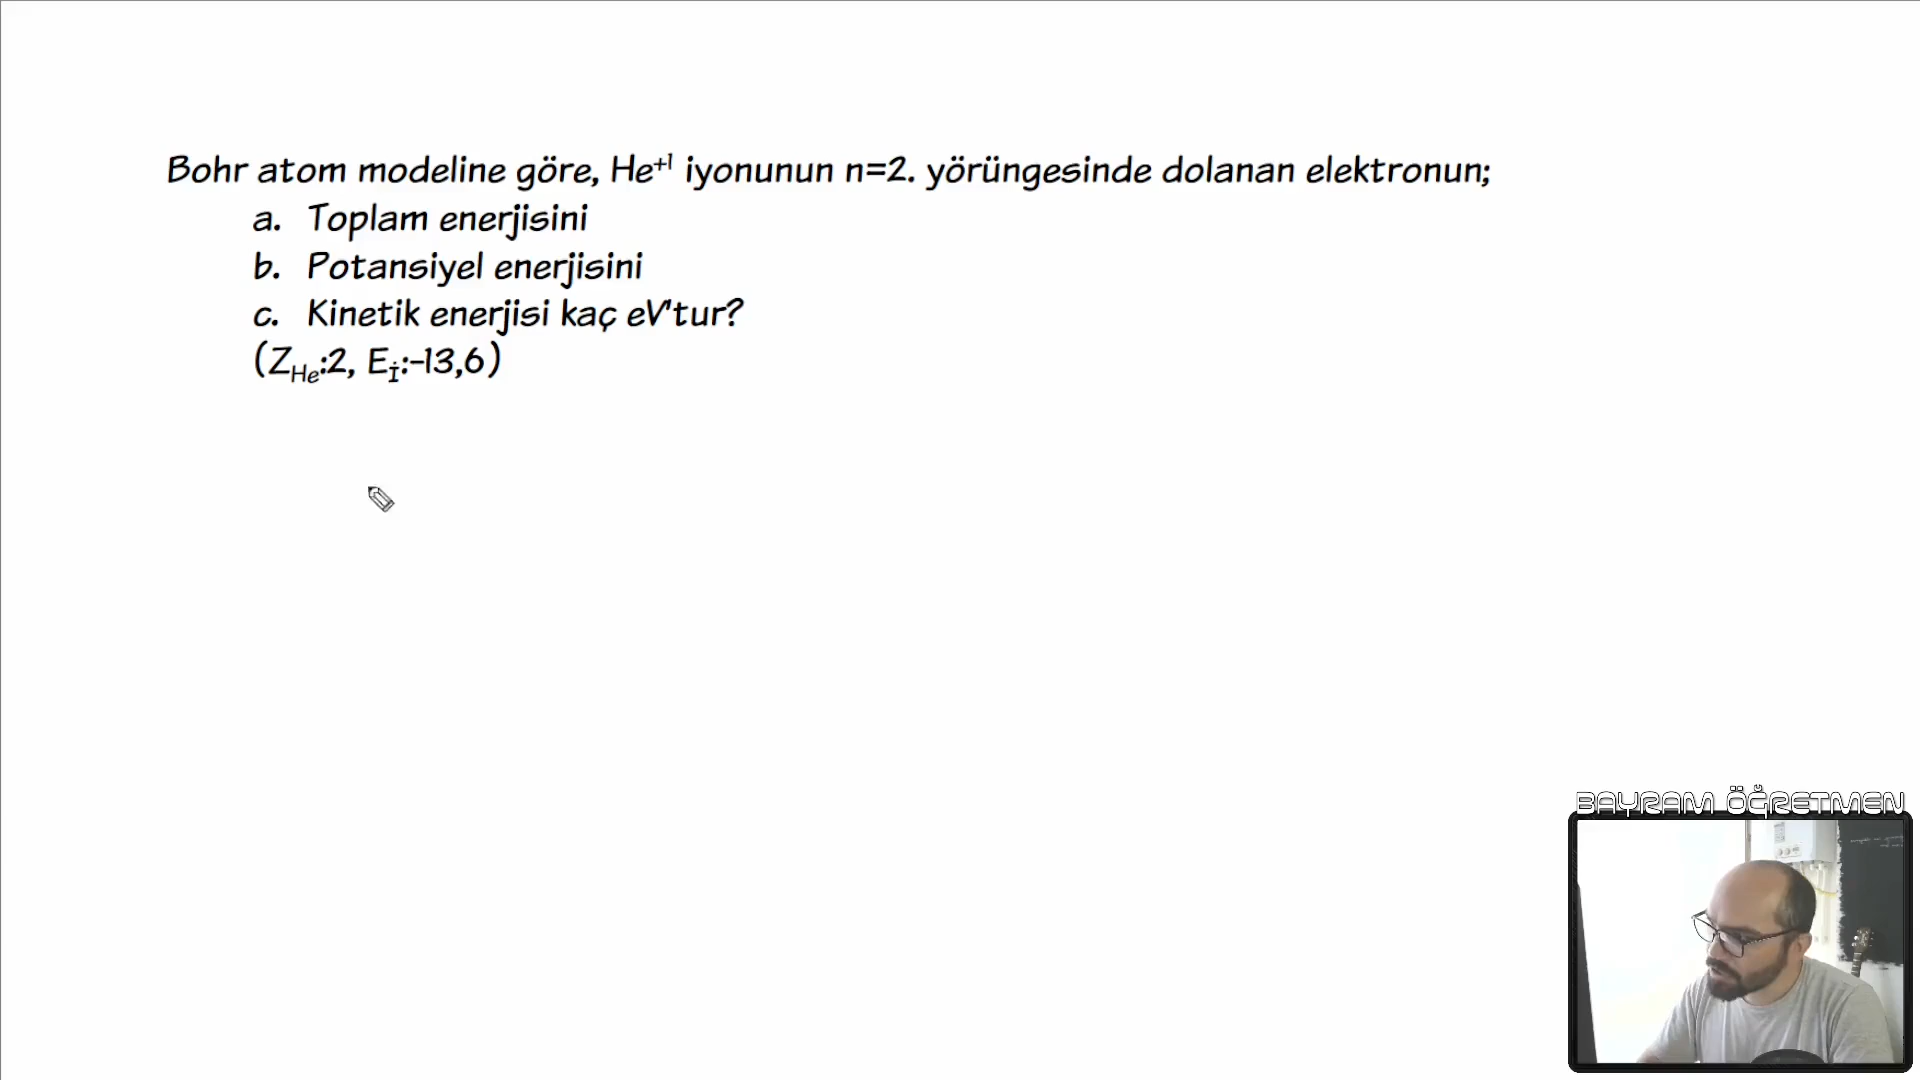 Bohr atom modeline göre, He⁺¹ iyonunun n=2. yörüngesinde dolanan elektronun;
a. Toplam enerjisini
b. Potansiyel enerjisini
c. Kinetik enerjisi kaç eV'tur?
(Z_He:2, E_İ:-13,6)
BAYRAM ÖĞRETMEN